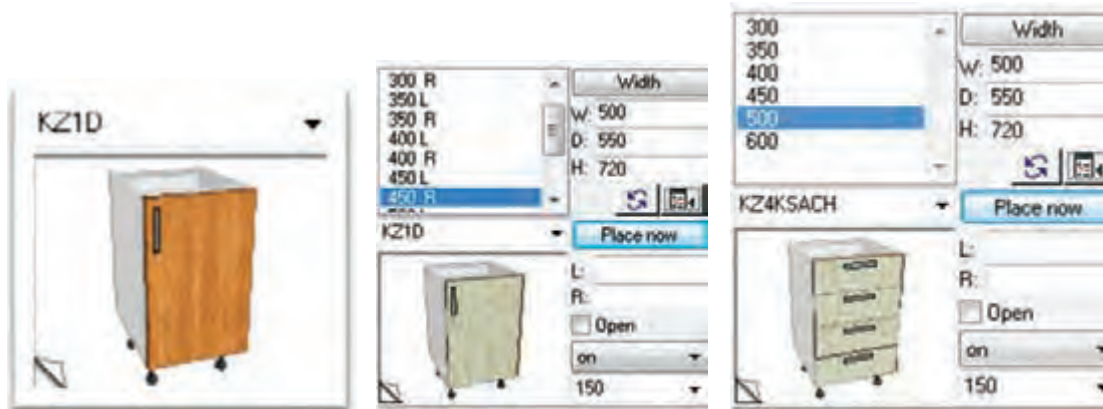 KZ1D
300 R
350 L
350 R
400 L
400 R
450 L
450 R
Width
W: 500
D: 550
H: 720
KZ1D
Place now
L:
R:
Open
on
150
300
350
400
450
500
600
Width
W: 500
D: 550
H: 720
KZ4KSACH
Place now
L:
R:
Open
on
150